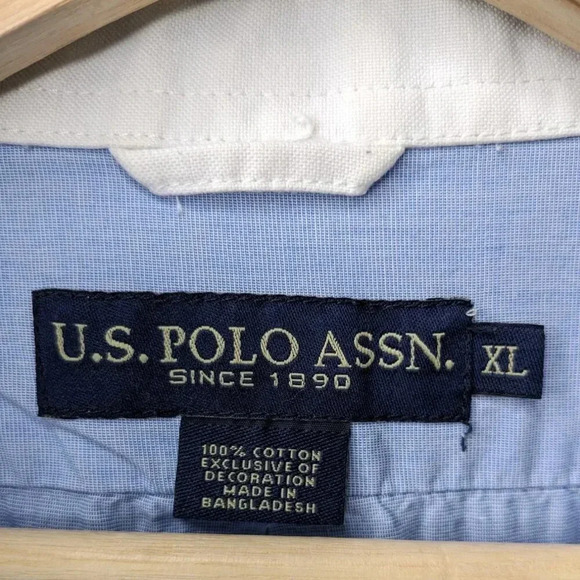 U.S. POLO ASSN.
SINCE 1890
XL
100% COTTON
EXCLUSIVE OF
DECORATION
MADE IN
BANGLADESH